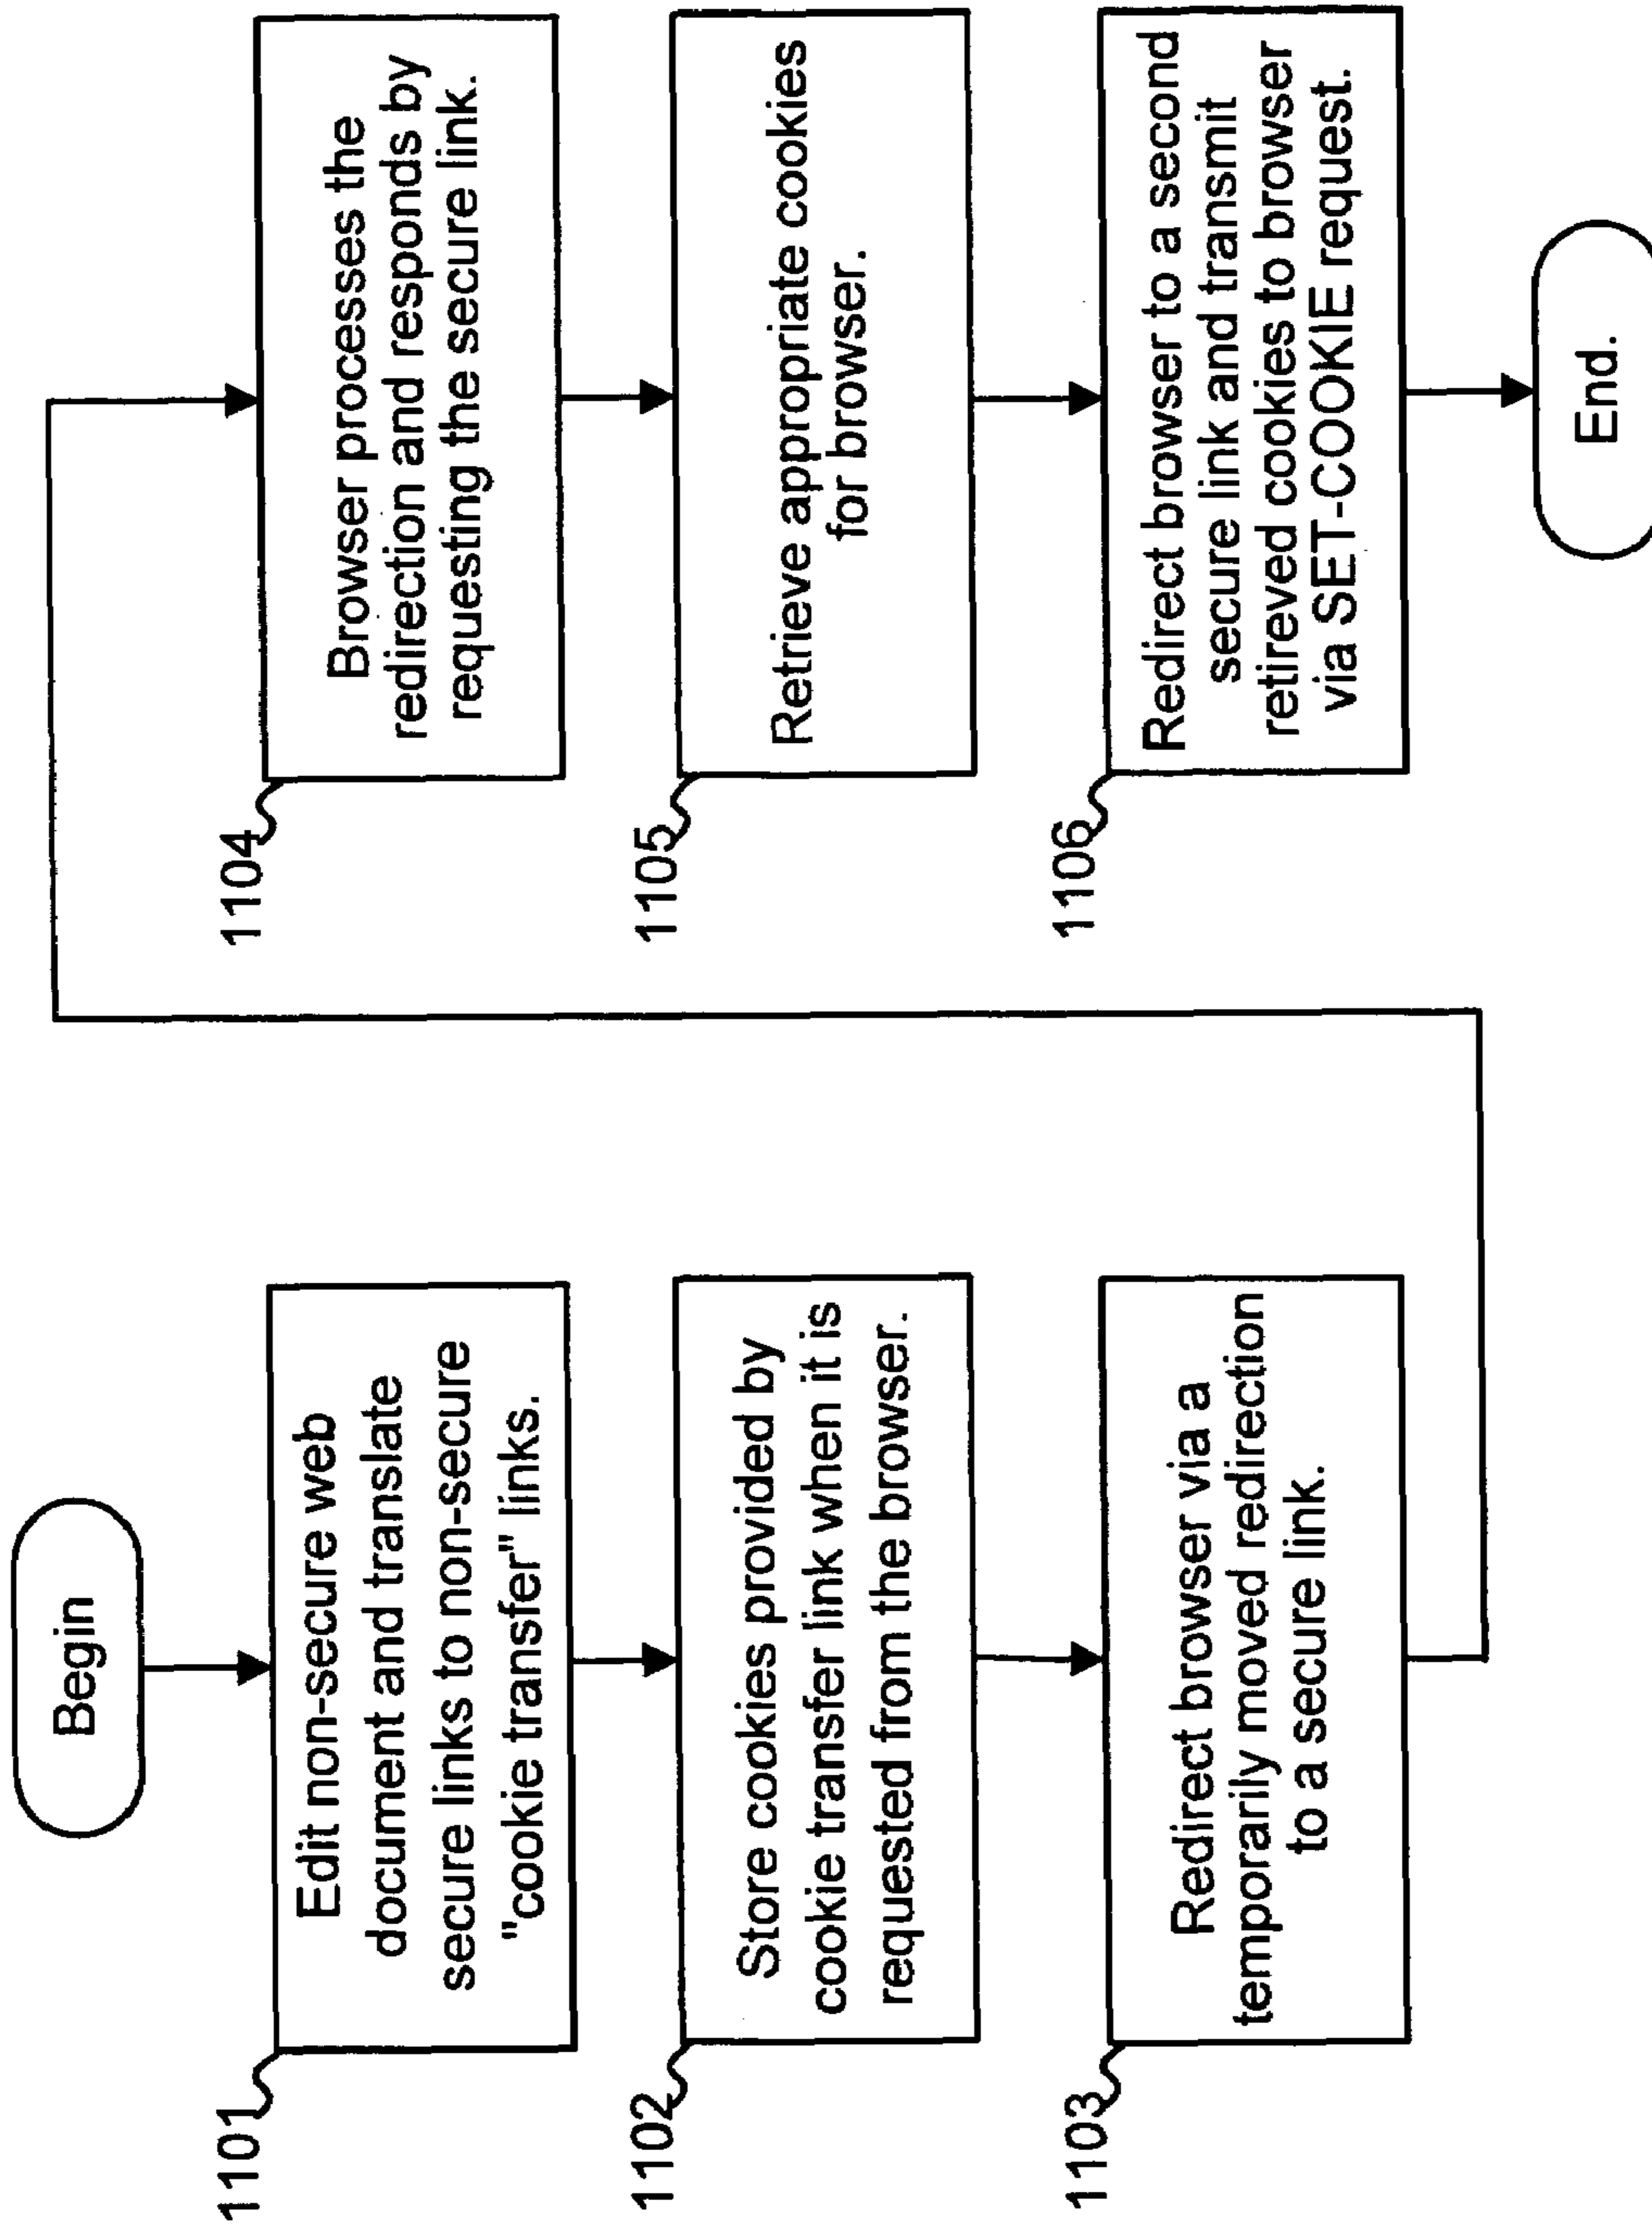 Begin
1101
Edit non-secure web
document and translate
secure links to non-secure
"cookie transfer" links.
1102
Store cookies provided by
cookie transfer link when it is
requested from the browser.
1103
Redirect browser via a
temporarily moved redirection
to a secure link.
1104
Browser processes the
redirection and responds by
requesting the secure link.
1105
Retrieve appropriate cookies
for browser.
1106
Redirect browser to a second
secure link and transmit
retireved cookies to browser
via SET-COOKIE request.
End.